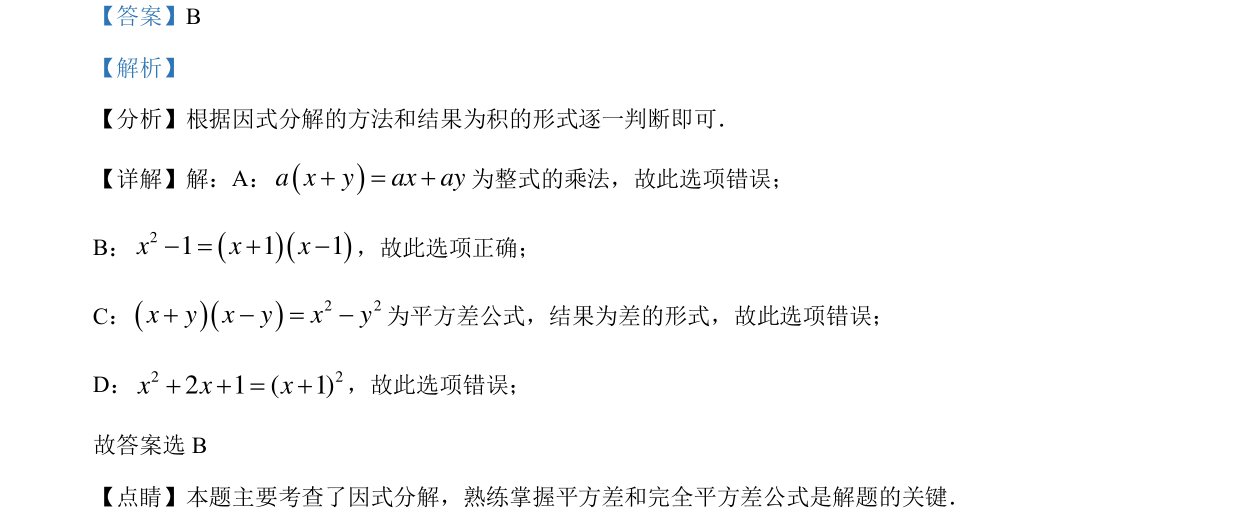 【答案】B
【解析】
【分析】根据因式分解的方法和结果为积的形式逐一判断即可．
【详解】解：A：a(x+y)=ax+ay 为整式的乘法，故此选项错误；
B：x²−1=(x+1)(x−1)，故此选项正确；
C：(x+y)(x−y)=x²−y² 为平方差公式，结果为差的形式，故此选项错误；
D：x²+2x+1=(x+1)²，故此选项错误；
故答案选 B
【点睛】本题主要考查了因式分解，熟练掌握平方差和完全平方差公式是解题的关键．